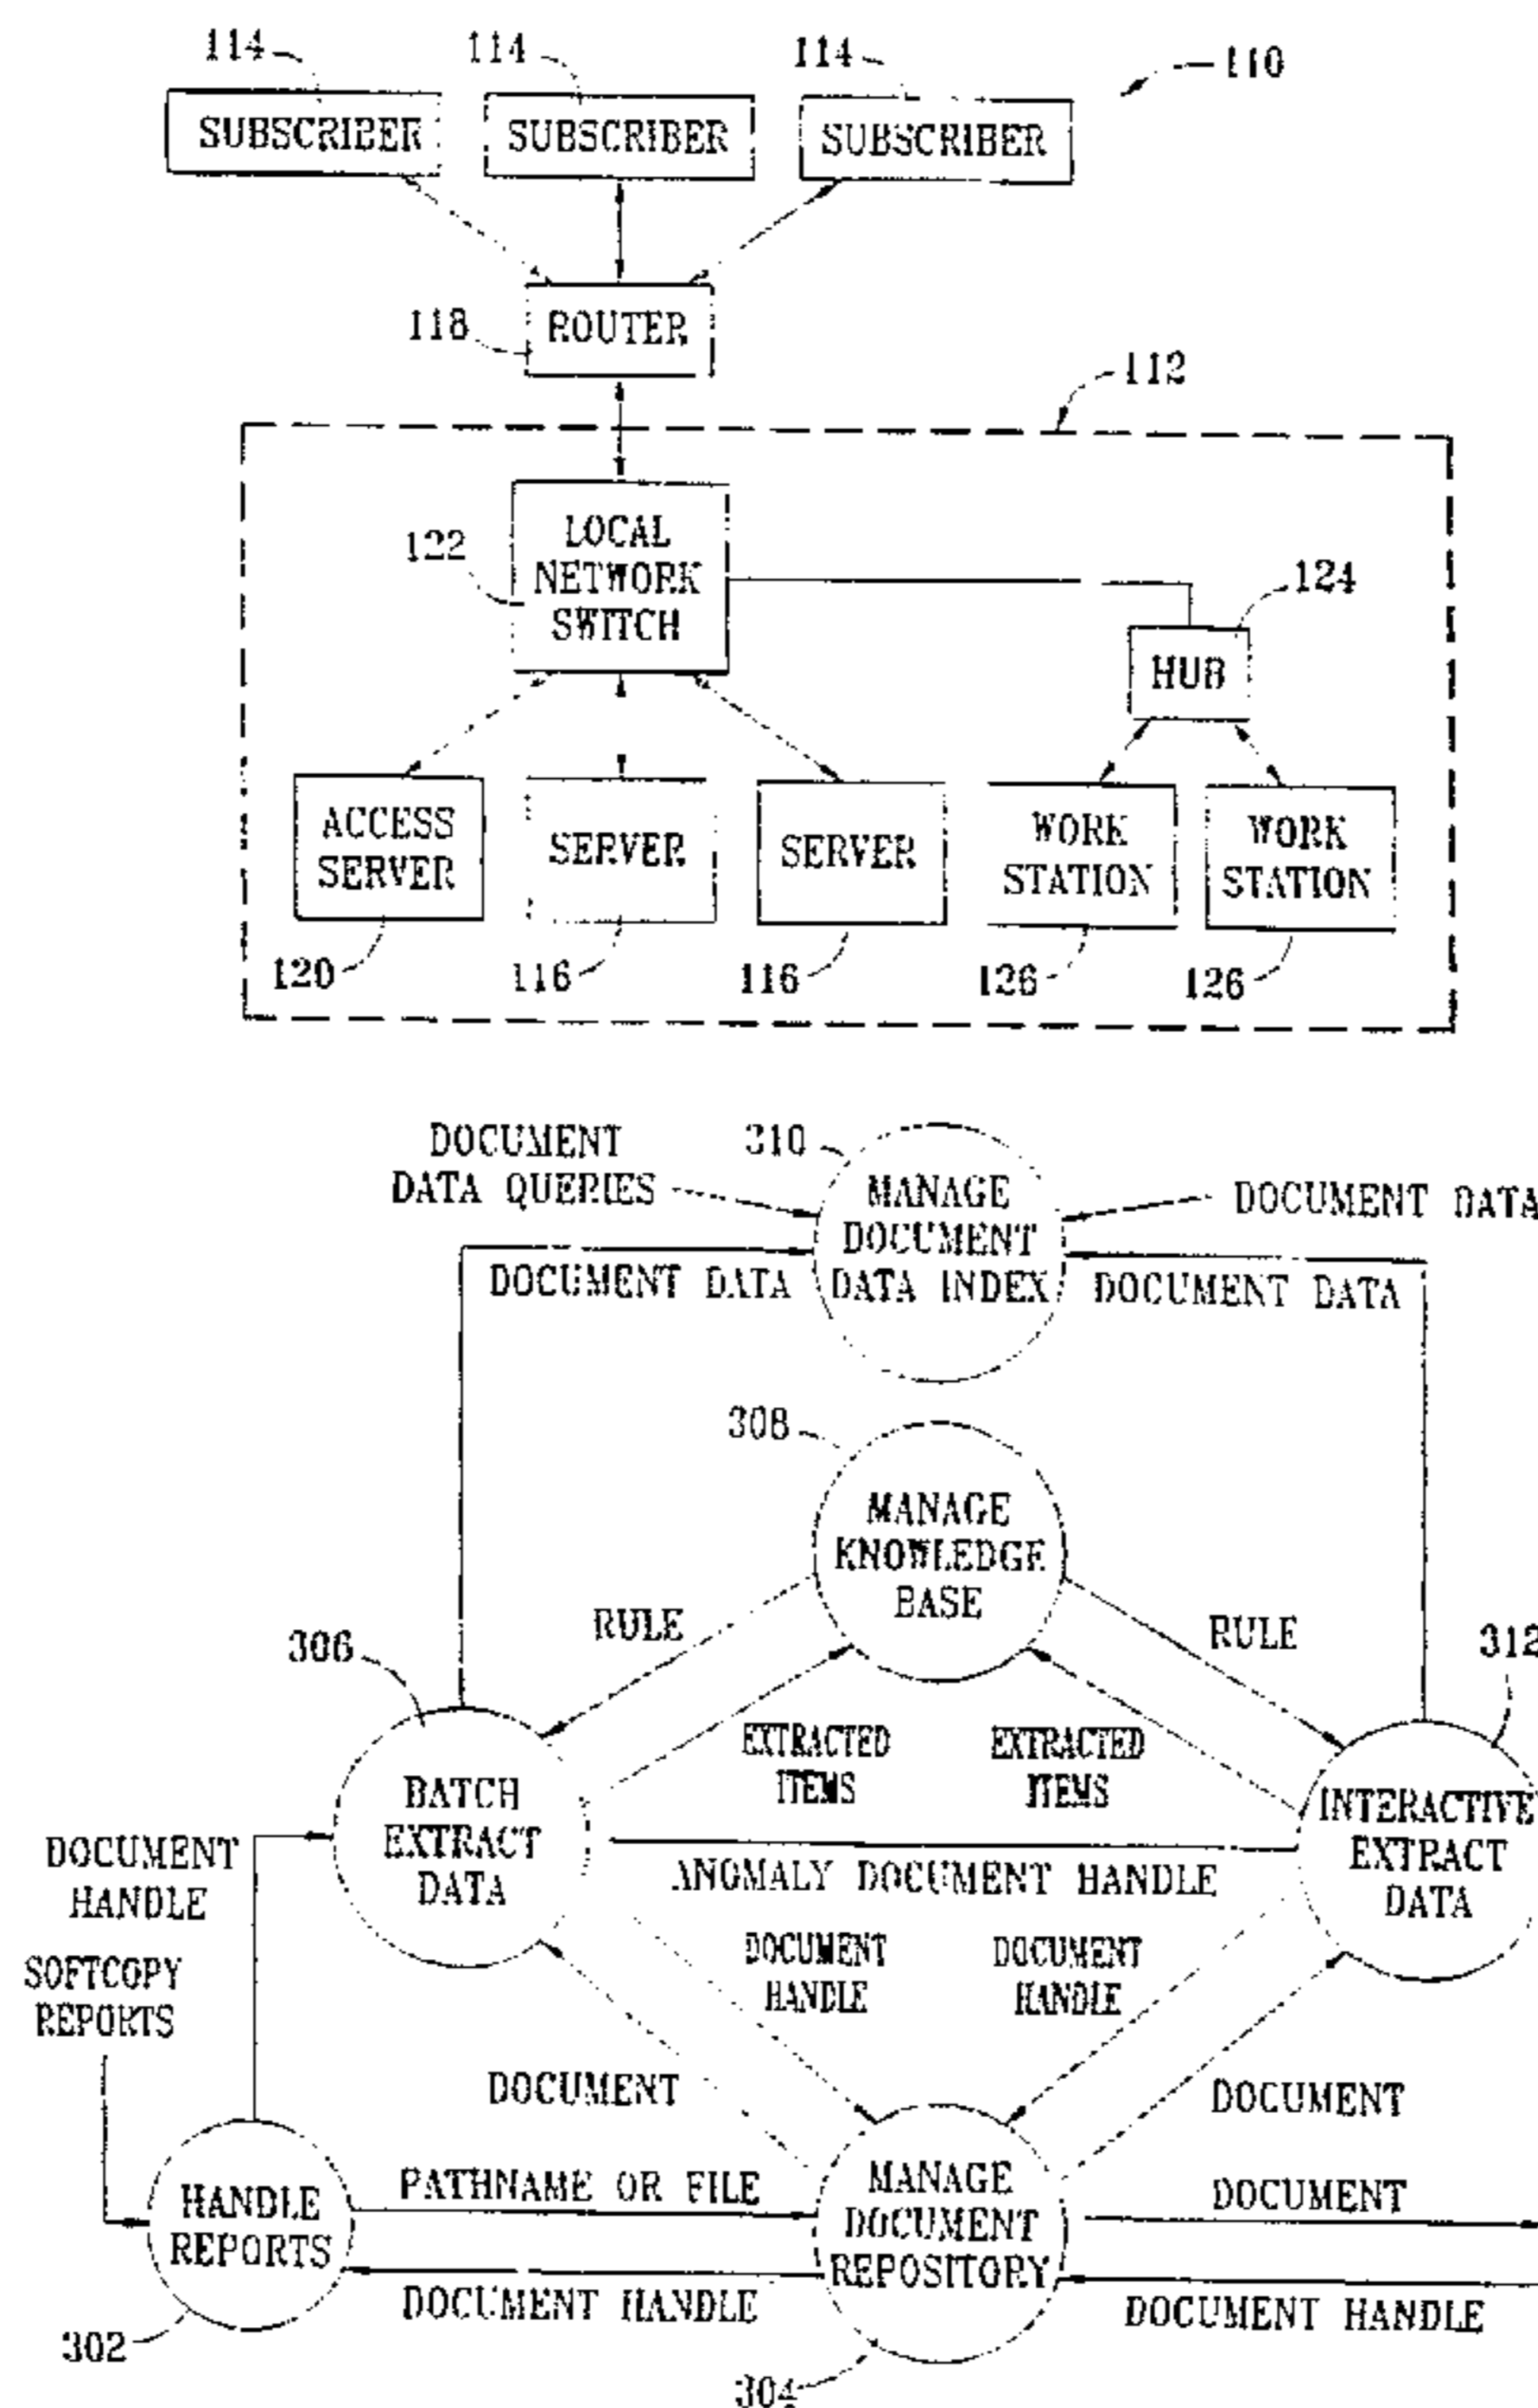 114 114 114 110
SUBSCRIBER SUBSCRIBER SUBSCRIBER
118 ROUTER
112
122 LOCAL
NETWORK
SWITCH
124
HUB
ACCESS
SERVER
SERVER
SERVER
WORK
STATION
WORK
STATION
120 116 116 126 126
DOCUMENT
DATA QUERIES
310
MANAGE
DOCUMENT
DATA INDEX
DOCUMENT DATA
DOCUMENT DATA
DOCUMENT DATA
308
MANAGE
KNOWLEDGE
BASE
RULE
RULE
306
312
EXTRACTED
ITEMS
EXTRACTED
ITEMS
BATCH
EXTRACT
DATA
INTERACTIVE
EXTRACT
DATA
ANOMALY DOCUMENT HANDLE
DOCUMENT
HANDLE
DOCUMENT
HANDLE
DOCUMENT
HANDLE
SOFTCOPY
REPORTS
DOCUMENT
DOCUMENT
HANDLE
REPORTS
PATHNAME OR FILE
MANAGE
DOCUMENT
REPOSITORY
DOCUMENT
DOCUMENT HANDLE
DOCUMENT HANDLE
302
304